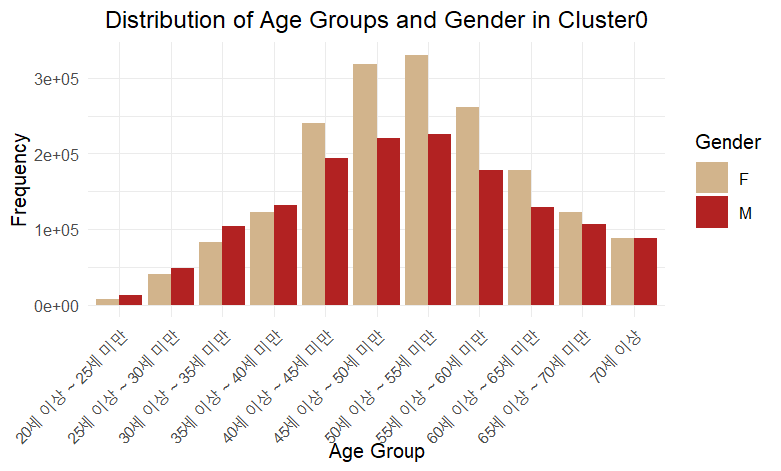 Distribution of Age Groups and Gender in Cluster0
Frequency
3e+05
2e+05
1e+05
0e+00
20세 이상 ~ 25세 미만
25세 이상 ~ 30세 미만
30세 이상 ~ 35세 미만
35세 이상 ~ 40세 미만
40세 이상 ~ 45세 미만
45세 이상 ~ 50세 미만
50세 이상 ~ 55세 미만
55세 이상 ~ 60세 미만
60세 이상 ~ 65세 미만
65세 이상 ~ 70세 미만
70세 이상
Age Group
Gender
F
M